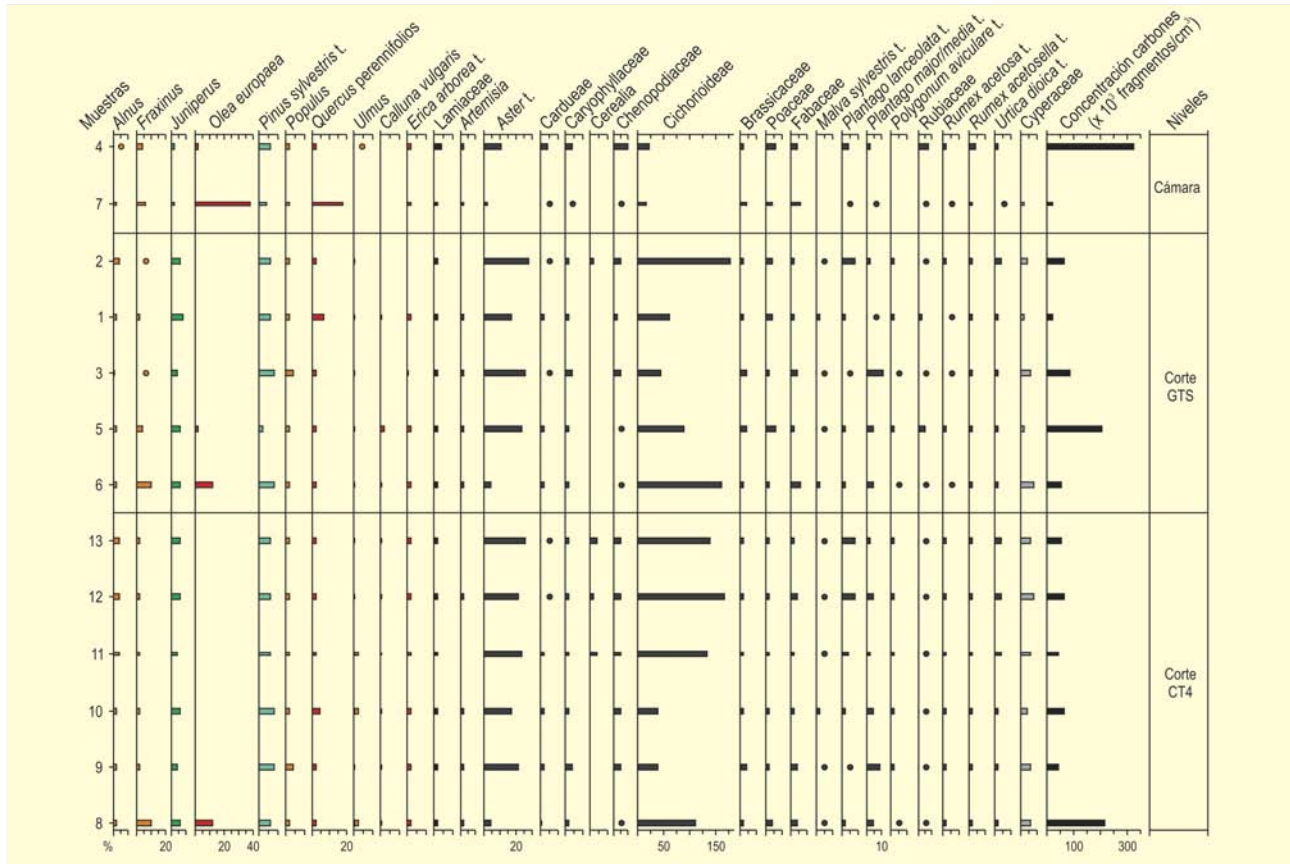 Muestras
Alnus
Fraxinus
Juniperus
Olea europaea
Pinus sylvestris t.
Populus
Quercus perennifolios
Ulmus
Calluna vulgaris
Erica arborea t.
Lamiaceae
Artemisia
Aster t.
Cardueae
Caryophyllaceae
Cerealia
Chenopodiaceae
Cichorioideae
Brassicaceae
Poaceae
Fabaceae
Malva sylvestris t.
Plantago lanceolata t.
Plantago major/media t.
Polygonum aviculare t.
Rubiaceae
Rumex acetosa t.
Rumex acetosella t.
Urtica dioica t.
Cyperaceae
Concentración carbones
(x 10³ fragmentos/cm³)
Niveles
4
7
Cámara
2
1
3
5
6
Corte
GTS
13
12
11
10
9
8
Corte
CT4
% 20 20 40 20 20 50 150 10 100 300